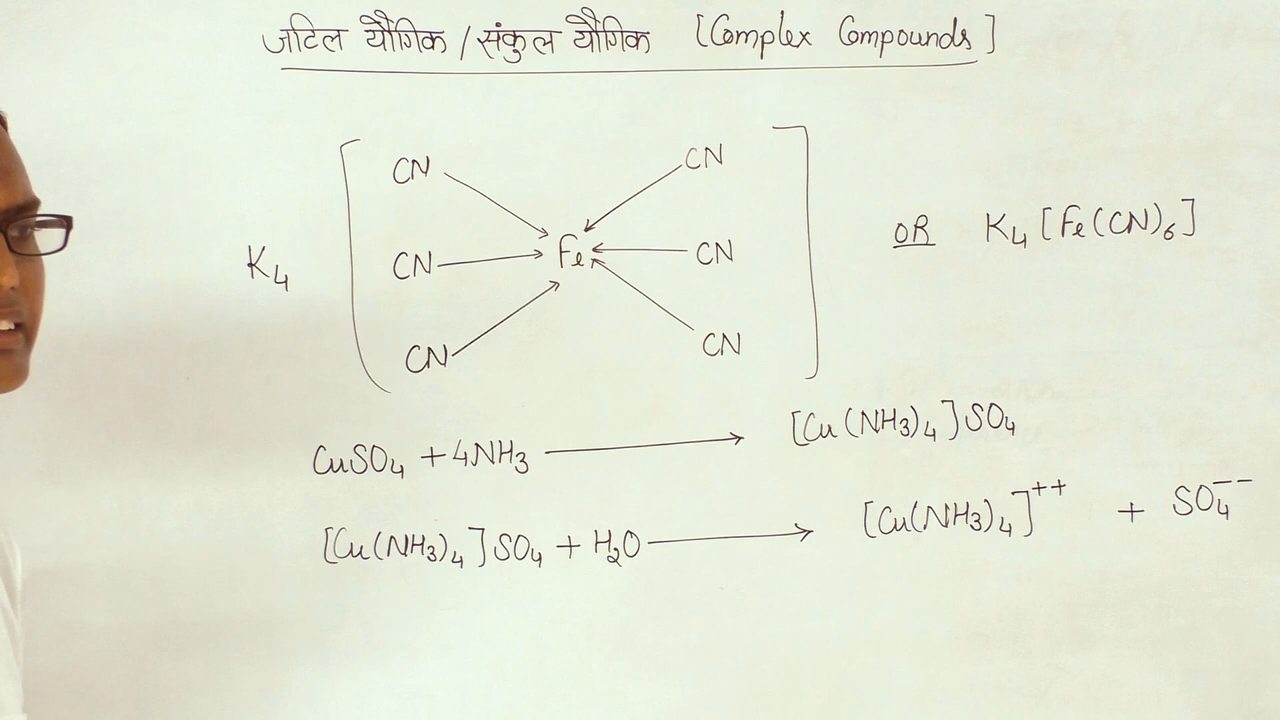 जटिल यौगिक / संकुल यौगिक [Complex Compounds]
CN CN
K₄ [ CN → Fe ← CN ] OR K₄[Fe(CN)₆]
CN CN
CuSO₄ + 4NH₃ ⟶ [Cu(NH₃)₄]SO₄
[Cu(NH₃)₄]SO₄ + H₂O ⟶ [Cu(NH₃)₄]⁺⁺ + SO₄⁻⁻